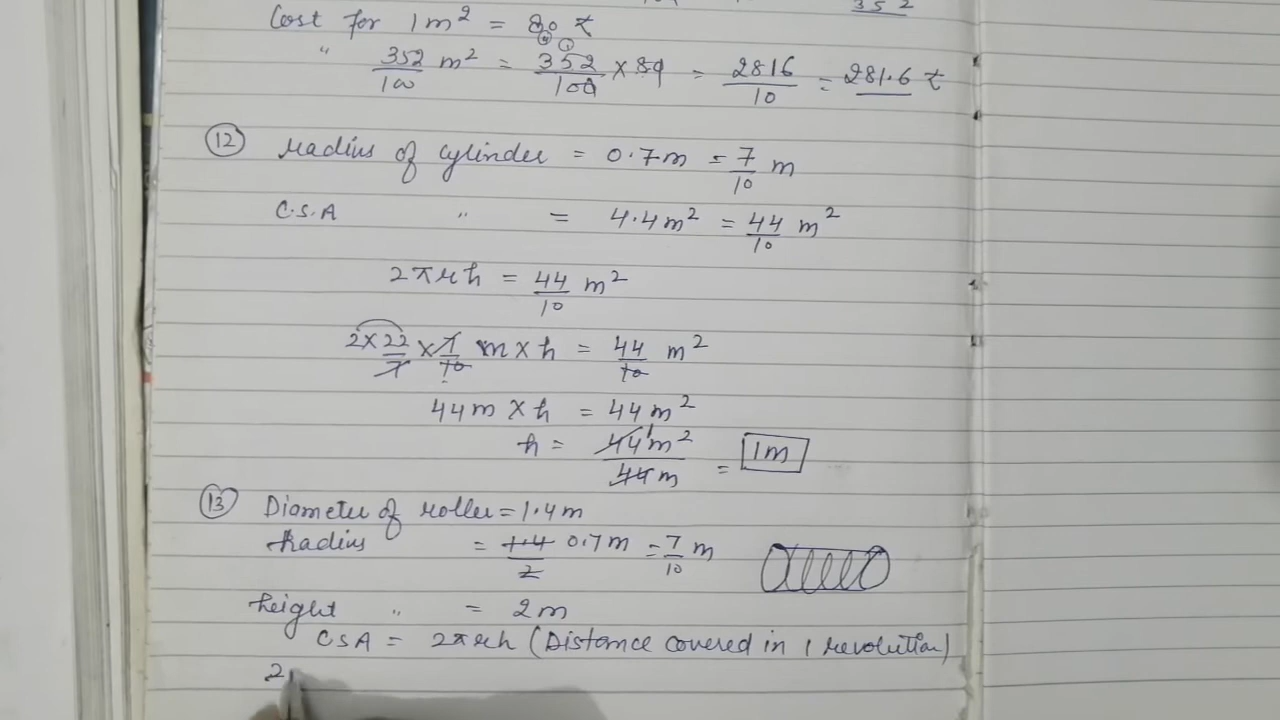 352
Cost for 1m² = 80 ₹
" 352/100 m² = 352/100 × 80 = 2816/10 = 281.6 ₹
(12) radius of cylinder = 0.7m = 7/10 m
C.S.A " = 4.4m² = 44/10 m²
2πrh = 44/10 m²
2×22/7 × 7/10 m × h = 44/10 m²
44m × h = 44m²
h = 44m²/44m = 1m
(13) Diameter of roller = 1.4m
Radius = 1.4/2 0.7m = 7/10 m
height " = 2m
CSA = 2πrh (Distance covered in 1 revolution)
2